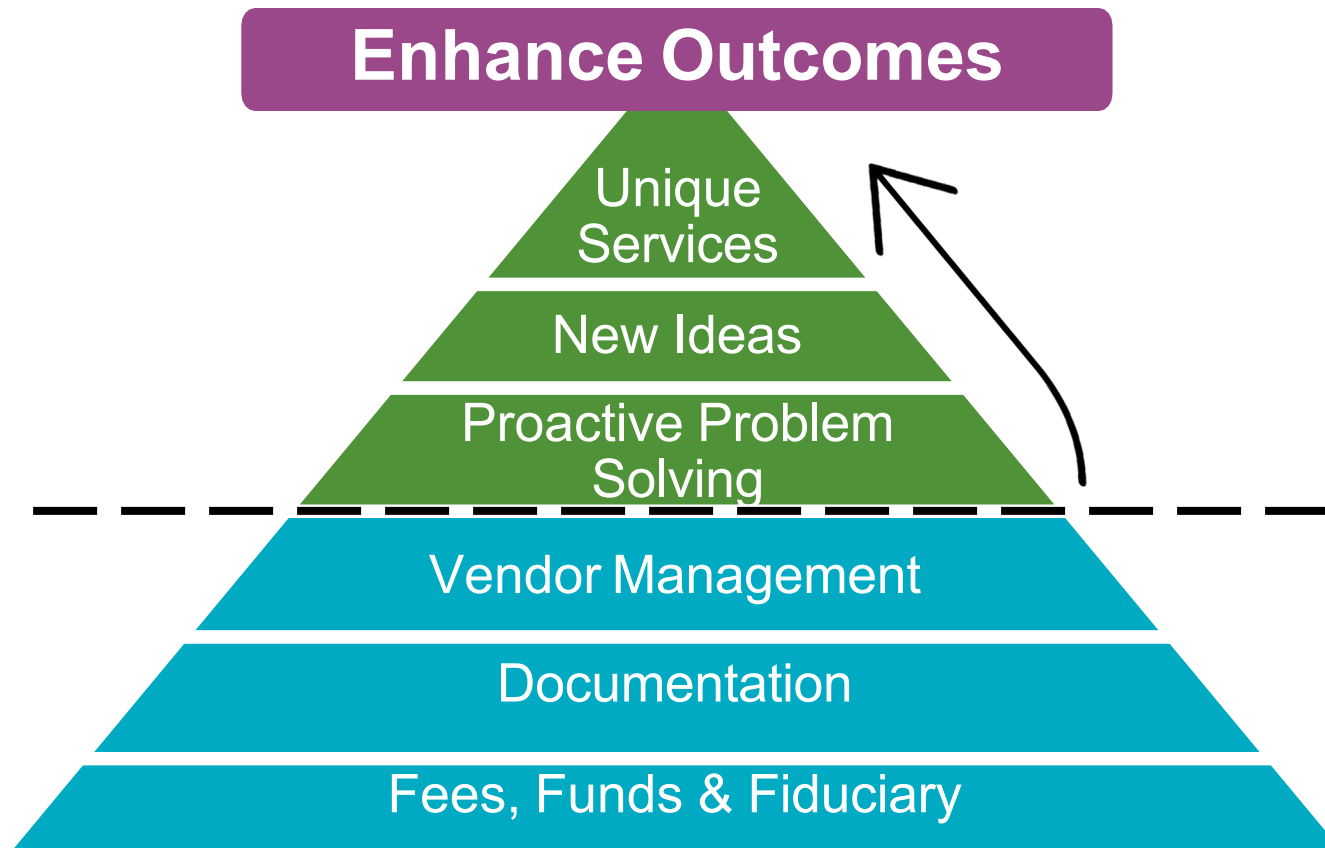 Enhance Outcomes
Unique
Services
New Ideas
Proactive Problem
Solving
Vendor Management
Documentation
Fees, Funds & Fiduciary